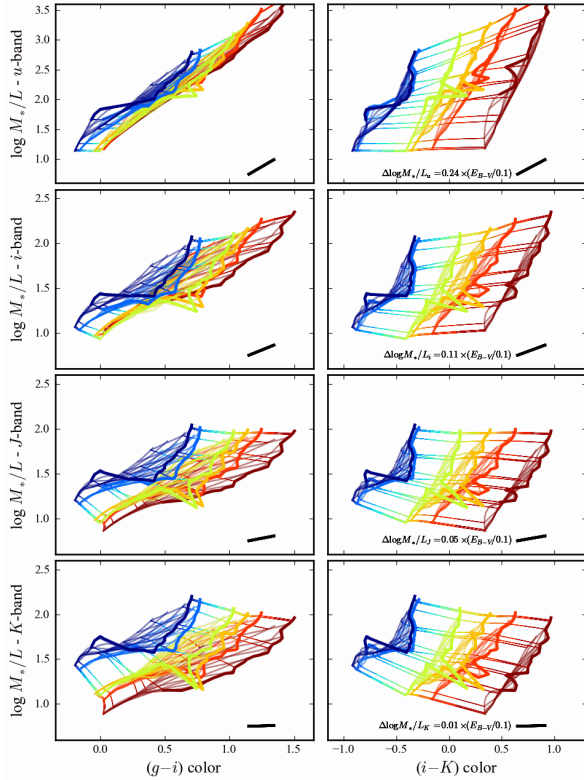 log M*/L - u-band
3.5
3.0
2.5
2.0
1.5
1.0
ΔlogM*/Lu =0.24 ×(EB−V/0.1)
log M*/L - i-band
2.5
2.0
1.5
1.0
ΔlogM*/Li =0.11 ×(EB−V/0.1)
log M*/L - J-band
2.5
2.0
1.5
1.0
ΔlogM*/LJ =0.05 ×(EB−V/0.1)
log M*/L - K-band
2.5
2.0
1.5
1.0
ΔlogM*/LK =0.01 ×(EB−V/0.1)
0.0 0.5 1.0 1.5 −1.0 −0.5 0.0 0.5 1.0
(g−i) color (i−K) color